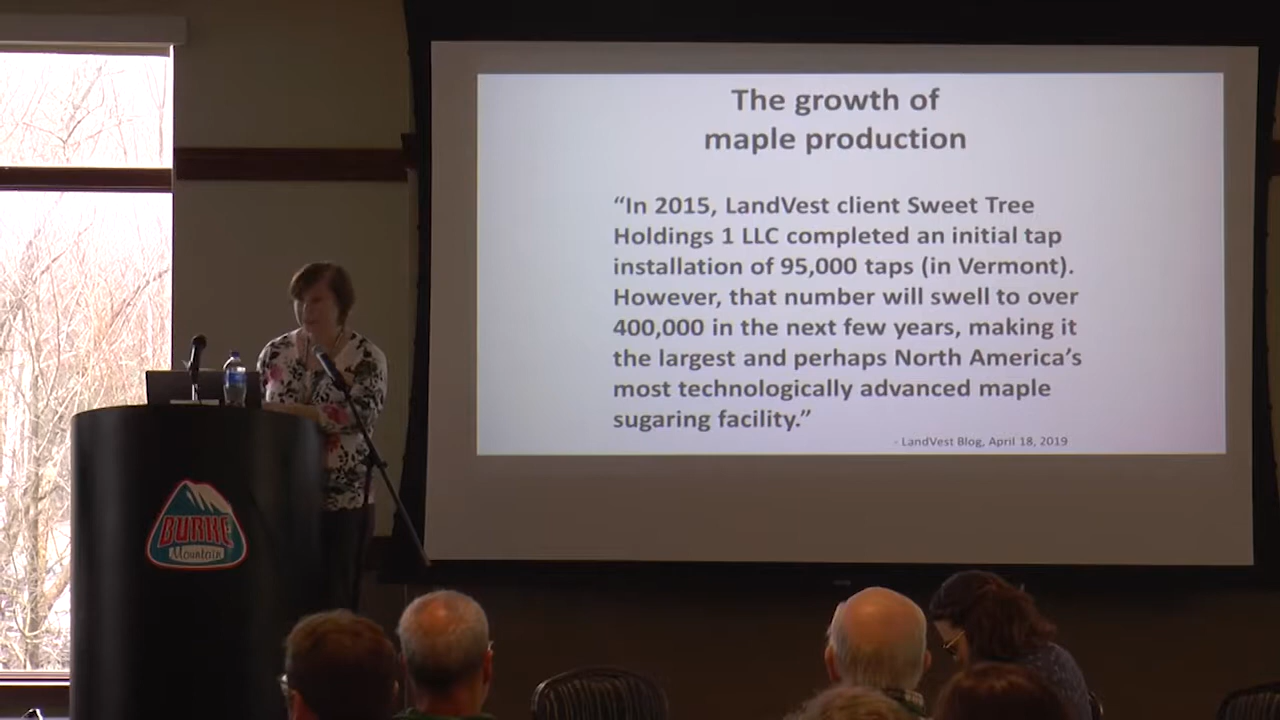 The growth of
maple production
“In 2015, LandVest client Sweet Tree
Holdings 1 LLC completed an initial tap
installation of 95,000 taps (in Vermont).
However, that number will swell to over
400,000 in the next few years, making it
the largest and perhaps North America’s
most technologically advanced maple
sugaring facility.”
- LandVest Blog, April 18, 2019
BURKE
Mountain